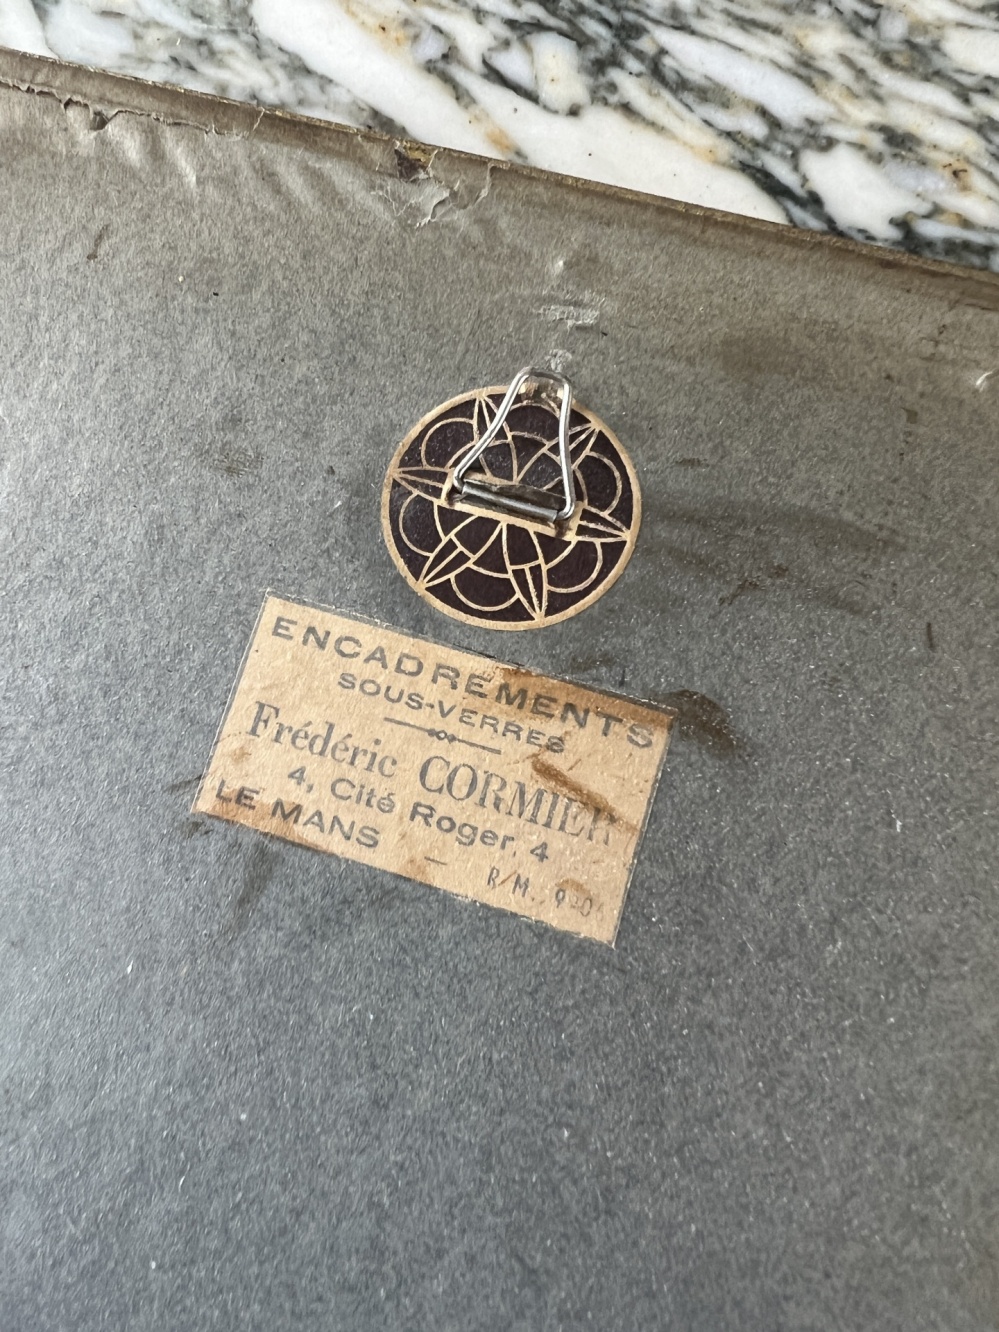 ENCADREMENTS
SOUS-VERRES
Frédéric CORMIER
4, Cité Roger, 4
LE MANS –
R/M.